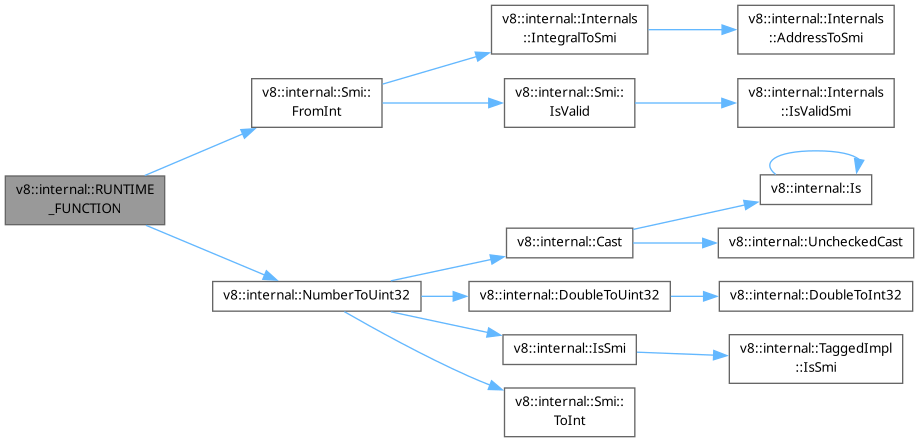 v8::internal::Internals
::IntegralToSmi
v8::internal::Internals
::AddressToSmi
v8::internal::Smi::
FromInt
v8::internal::Smi::
IsValid
v8::internal::Internals
::IsValidSmi
v8::internal::RUNTIME
_FUNCTION
v8::internal::Is
v8::internal::Cast
v8::internal::UncheckedCast
v8::internal::NumberToUint32
v8::internal::DoubleToUint32
v8::internal::DoubleToInt32
v8::internal::IsSmi
v8::internal::TaggedImpl
::IsSmi
v8::internal::Smi::
ToInt